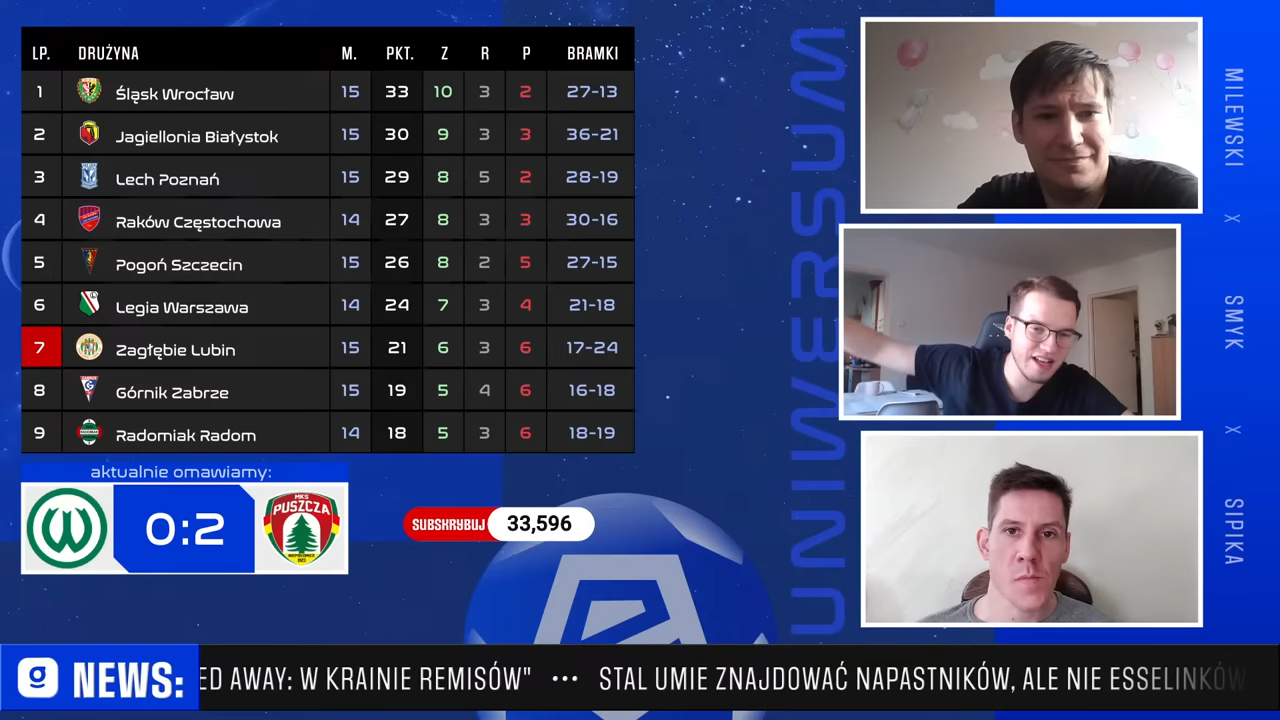 LP. DRUŻYNA M. PKT. Z R P BRAMKI
1 Śląsk Wrocław 15 33 10 3 2 27-13
2 Jagiellonia Białystok 15 30 9 3 3 36-21
3 Lech Poznań 15 29 8 5 2 28-19
4 Raków Częstochowa 14 27 8 3 3 30-16
5 Pogoń Szczecin 15 26 8 2 5 27-15
6 Legia Warszawa 14 24 7 3 4 21-18
7 Zagłębie Lubin 15 21 6 3 6 17-24
8 Górnik Zabrze 15 19 5 4 6 16-18
9 Radomiak Radom 14 18 5 3 6 18-19
aktualnie omawiamy:
0:2
MKS
PUSZCZA
SUBSKRYBUJ 33,596
UNIWERSUM
MILEWSKI X SMYK X SIPIKA
g NEWS: ED AWAY: W KRAINIE REMISÓW" ••• STAL UMIE ZNAJDOWAĆ NAPASTNIKÓW, ALE NIE ESSELINKÓW